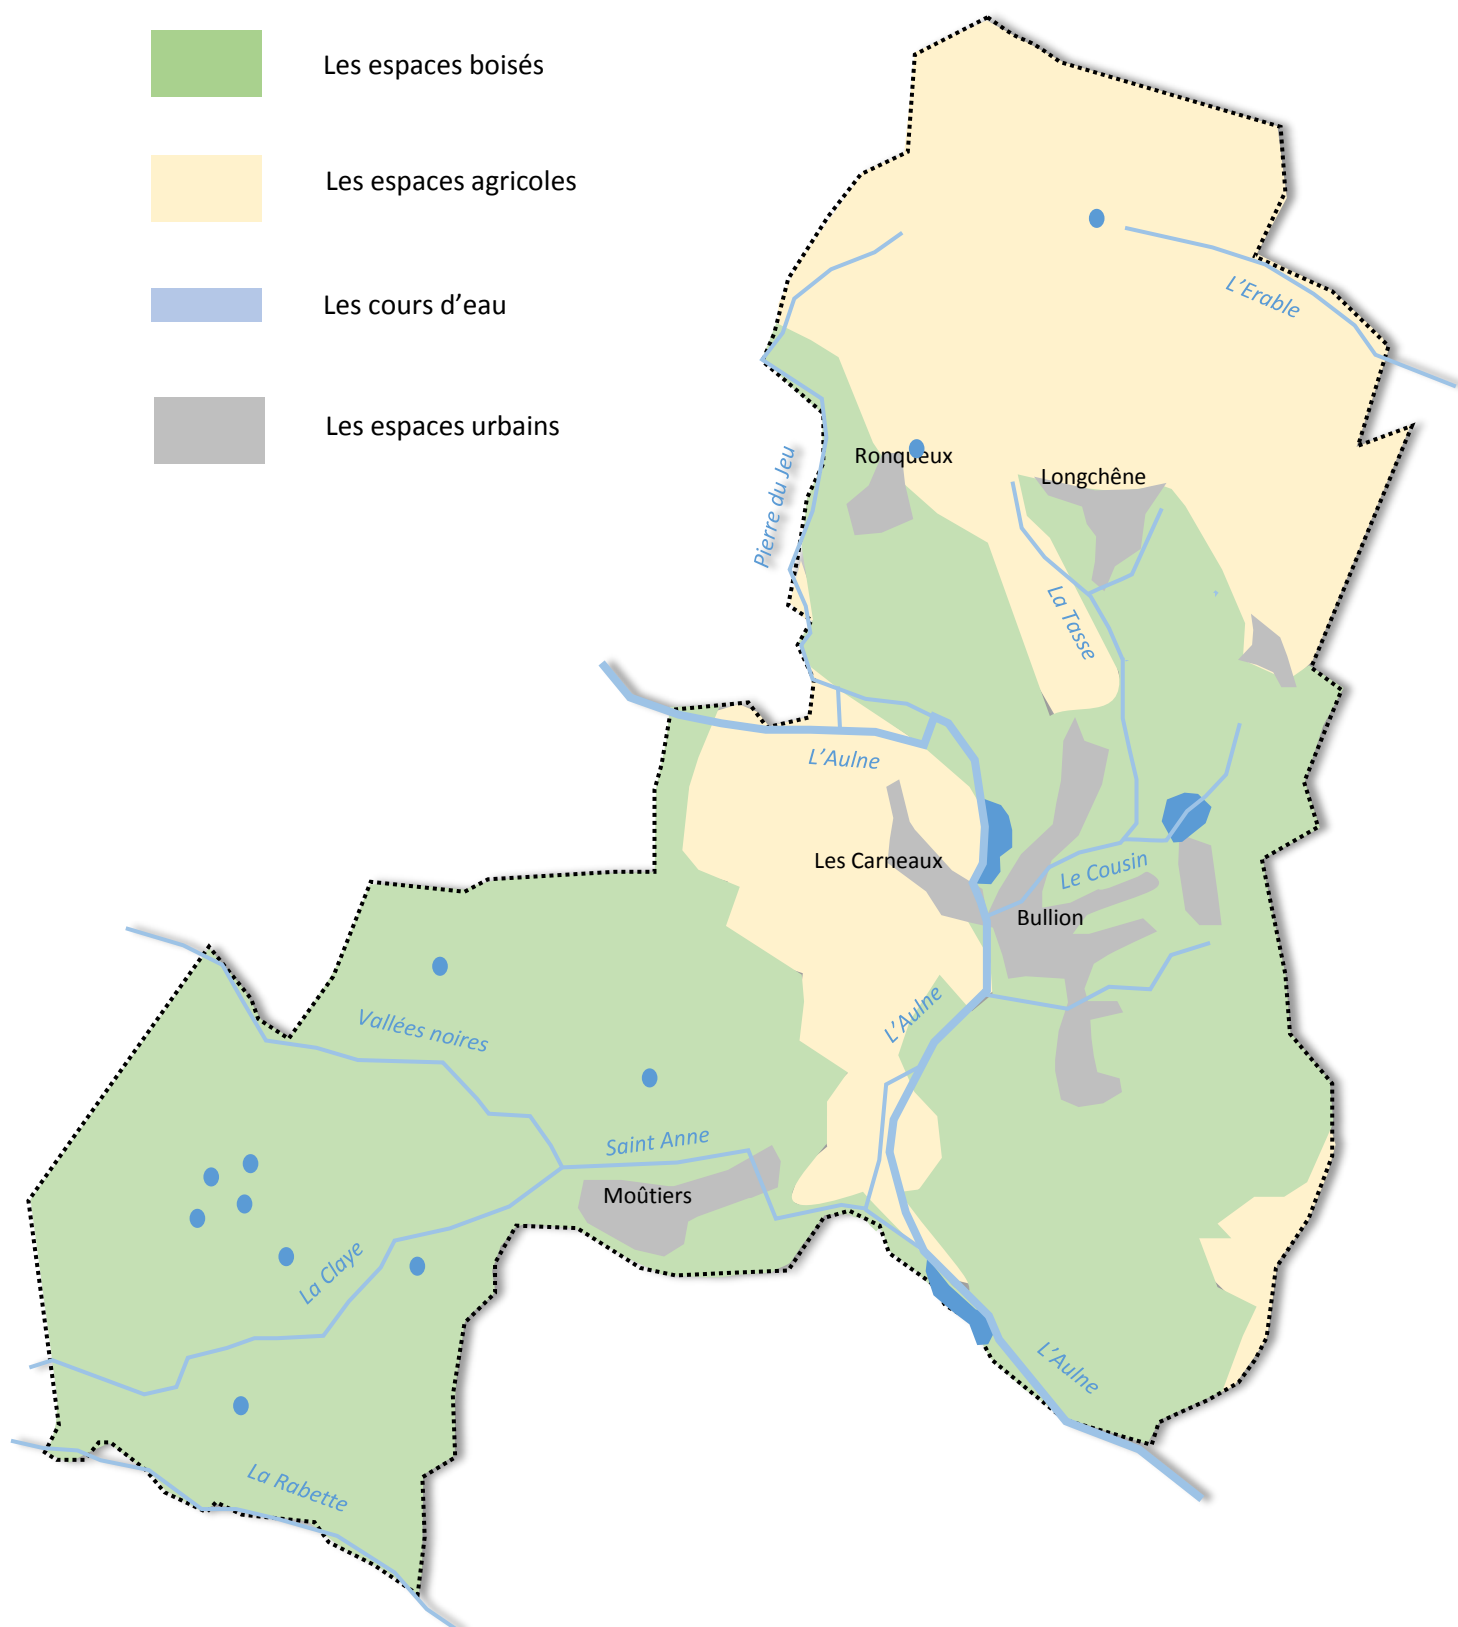 Les espaces boisés
Les espaces agricoles
Les cours d’eau
Les espaces urbains
L’Erable
Ronqueux
Longchêne
Pierre du Jeu
La Tasse
L’Aulne
Les Carneaux
Le Cousin
Bullion
L’Aulne
Vallées noires
Saint Anne
Moûtiers
La Claye
L’Aulne
La Rabette